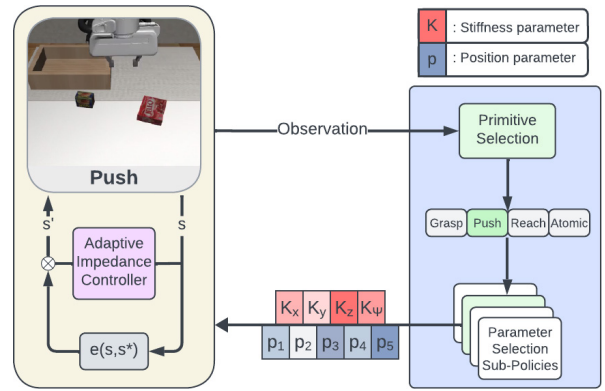 K : Stiffness parameter
p : Position parameter
Push
s' s
Adaptive
Impedance
Controller
e(s,s*)
Observation
Primitive
Selection
Grasp Push Reach Atomic
Kx Ky Kz KΨ
p1 p2 p3 p4 p5
Parameter
Selection
Sub-Policies